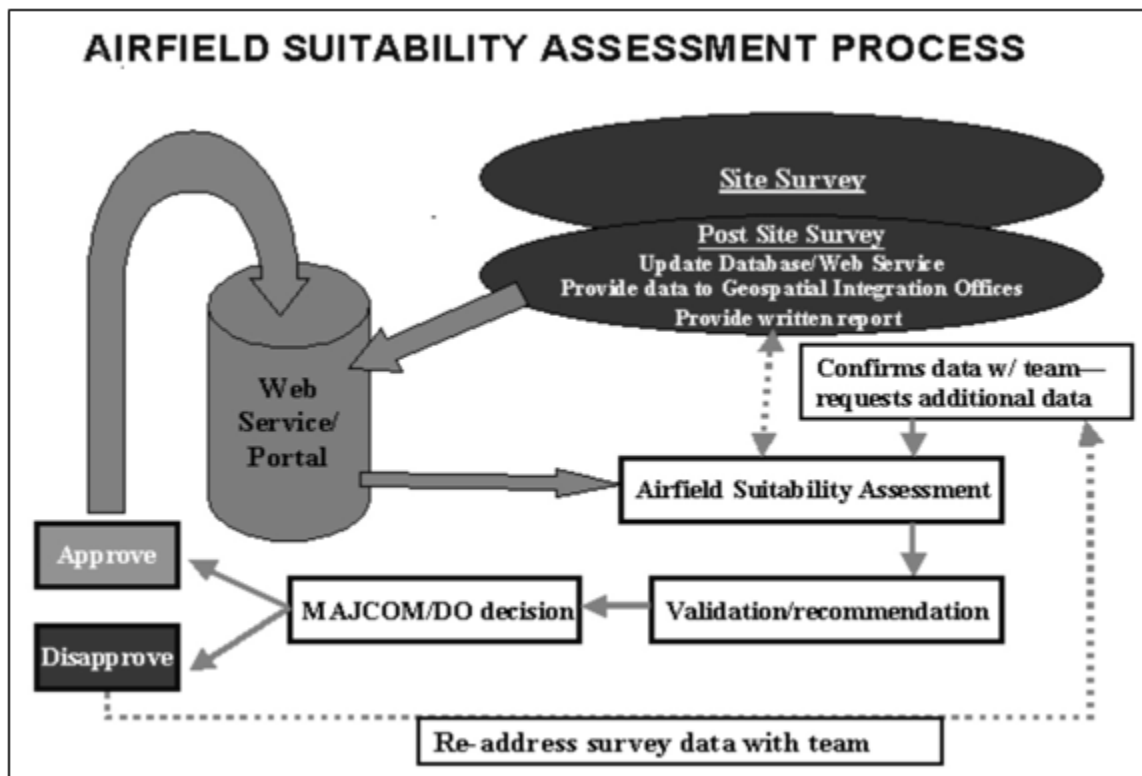 AIRFIELD SUITABILITY ASSESSMENT PROCESS
Site Survey
Post Site Survey
Update Database/Web Service
Provide data to Geospatial Integration Offices
Provide written report
Confirms data w/ team—
requests additional data
Web
Service/
Portal
Airfield Suitability Assessment
Approve
MAJCOM/DO decision
Validation/recommendation
Disapprove
Re-address survey data with team